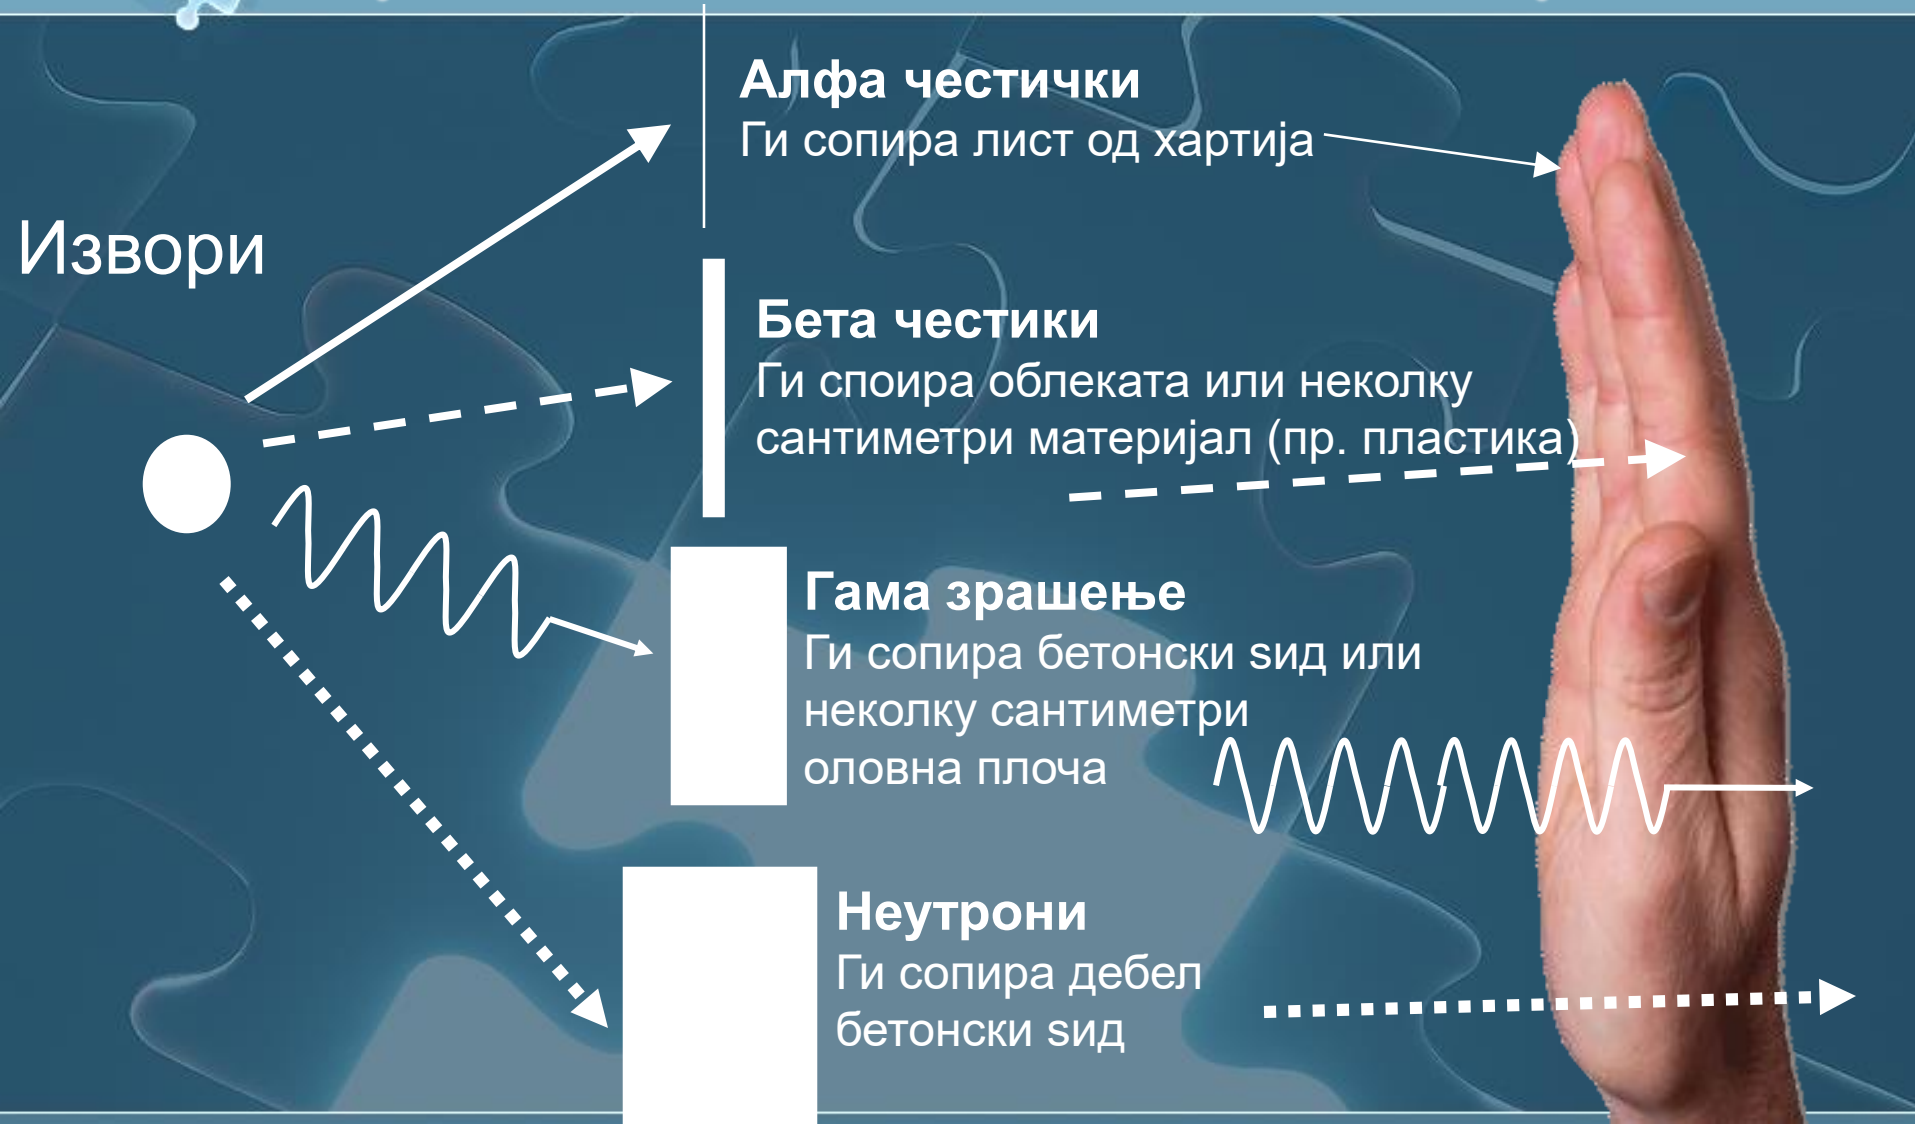 Алфа честички
Ги сопира лист од хартија
Извори
Бета честики
Ги споира облеката или неколку
сантиметри материјал (пр. пластика)
Гама зрашење
Ги сопира бетонски ѕид или
неколку сантиметри
оловна плоча
Неутрони
Ги сопира дебел
бетонски ѕид